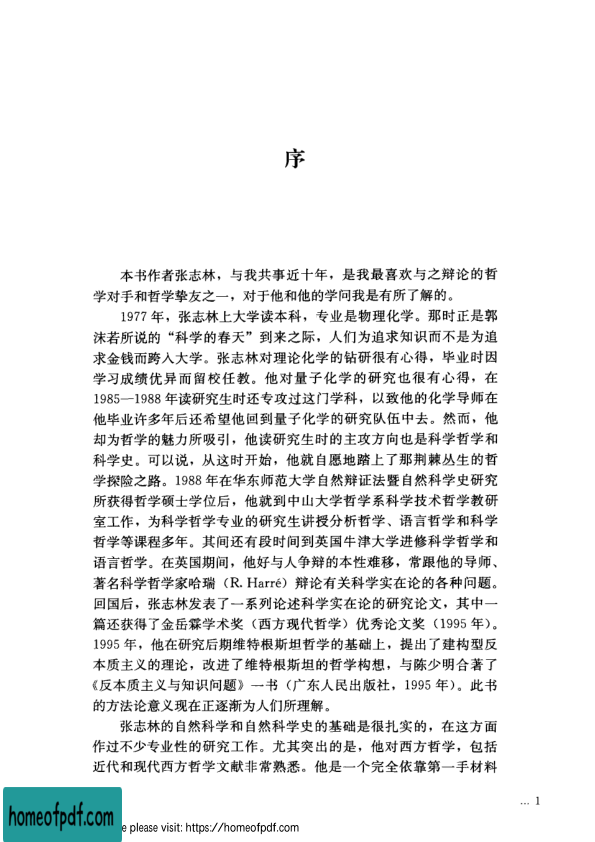 序
本书作者张志林，与我共事近十年，是我最喜欢与之辩论的哲
学对手和哲学挚友之一，对于他和他的学问我是有所了解的。
1977 年，张志林上大学读本科，专业是物理化学。那时正是郭
沫若所说的“科学的春天”到来之际，人们为追求知识而不是为追
求金钱而跨入大学。张志林对理论化学的钻研很有心得，毕业时因
学习成绩优异而留校任教。他对量子化学的研究也很有心得，在
1985—1988 年读研究生时还专攻过这门学科，以致他的化学导师在
他毕业许多年后还希望他回到量子化学的研究队伍中去。然而，他
却为哲学的魅力所吸引，他读研究生时的主攻方向也是科学哲学和
科学史。可以说，从这时开始，他就自愿地踏上了那荆棘丛生的哲
学探险之路。1988 年在华东师范大学自然辩证法暨自然科学史研究
所获得哲学硕士学位后，他就到中山大学哲学系科学技术哲学教研
室工作，为科学哲学专业的研究生讲授分析哲学、语言哲学和科学
哲学等课程多年。其间还有段时间到英国牛津大学进修科学哲学和
语言哲学。在英国期间，他好与人争辩的本性难移，常跟他的导师、
著名科学哲学家哈瑞（R. Harré）辩论有关科学实在论的各种问题。
回国后，张志林发表了一系列论述科学实在论的研究论文，其中一
篇还获得了金岳霖学术奖（西方现代哲学）优秀论文奖（1995 年）。
1995 年，他在研究后期维特根斯坦哲学的基础上，提出了建构型反
本质主义的理论，改进了维特根斯坦的哲学构想，与陈少明合著了
《反本质主义与知识问题》一书（广东人民出版社，1995 年）。此书
的方法论意义现在正逐渐为人们所理解。
张志林的自然科学和自然科学史的基础是很扎实的，在这方面
作过不少专业性的研究工作。尤其突出的是，他对西方哲学，包括
近代和现代西方哲学文献非常熟悉。他是一个完全依靠第一手材料
... 1
homeofpdf.com
e please visit: https://homeofpdf.com